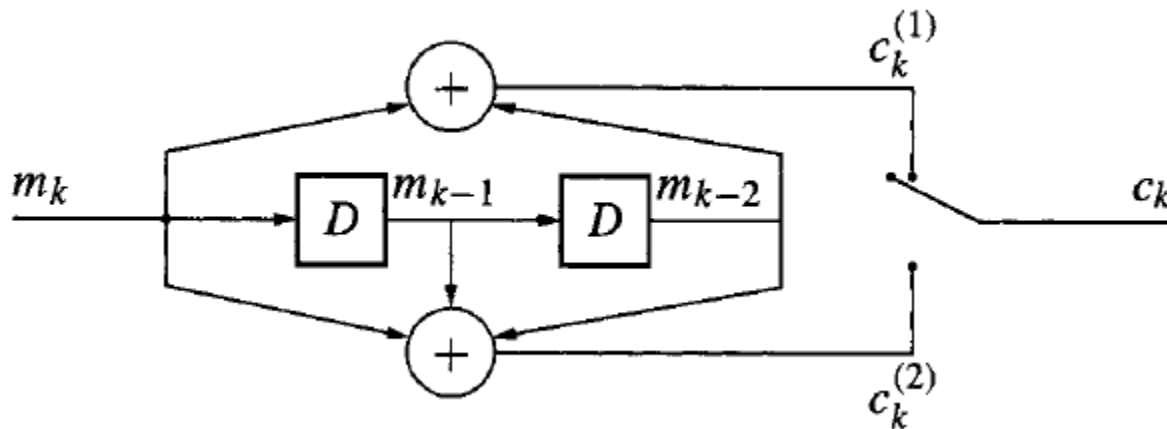 c_k^{(1)}
+
m_k
D
m_{k-1}
D
m_{k-2}
c_k
+
c_k^{(2)}